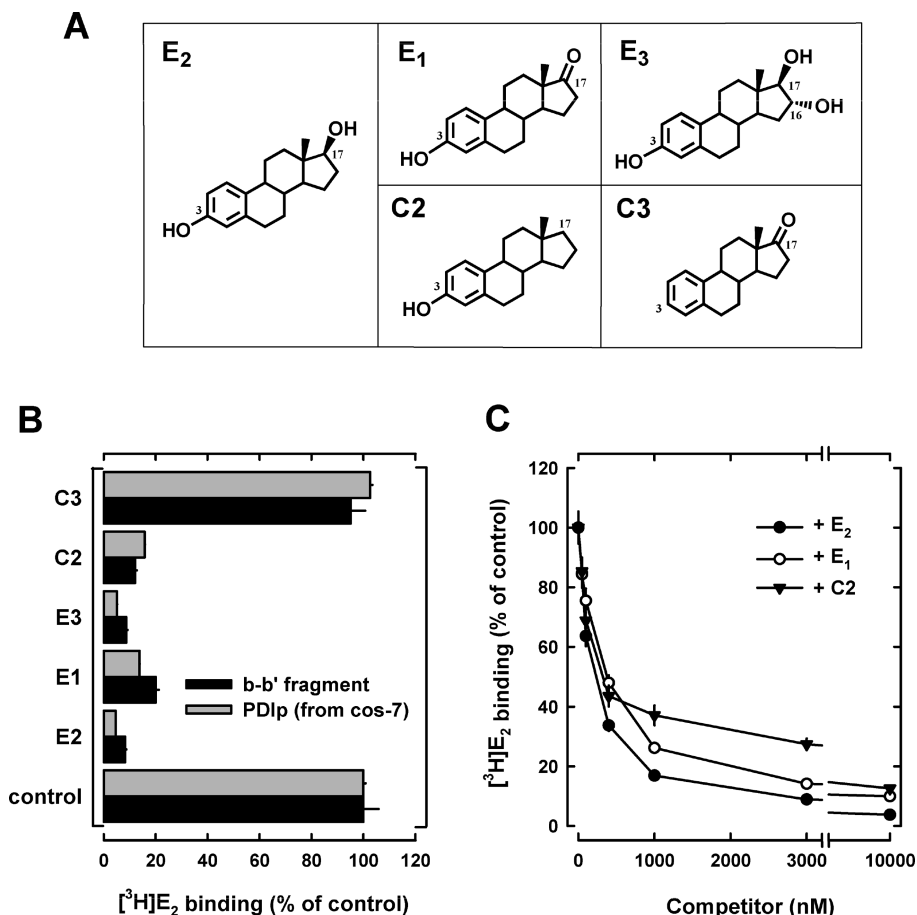 A
E2
OH
17
3
HO
E1
O
17
3
HO
E3
OH
17
OH
16
3
HO
C2
17
3
HO
C3
O
17
3
B
C3
C2
E3
E1
E2
control
b-b' fragment
PDIp (from cos-7)
0 20 40 60 80 100 120
[³H]E₂ binding (% of control)
C
120
100
80
60
40
20
0
[³H]E₂ binding (% of control)
+ E₂
+ E₁
+ C2
0 1000 2000 3000 10000
Competitor (nM)